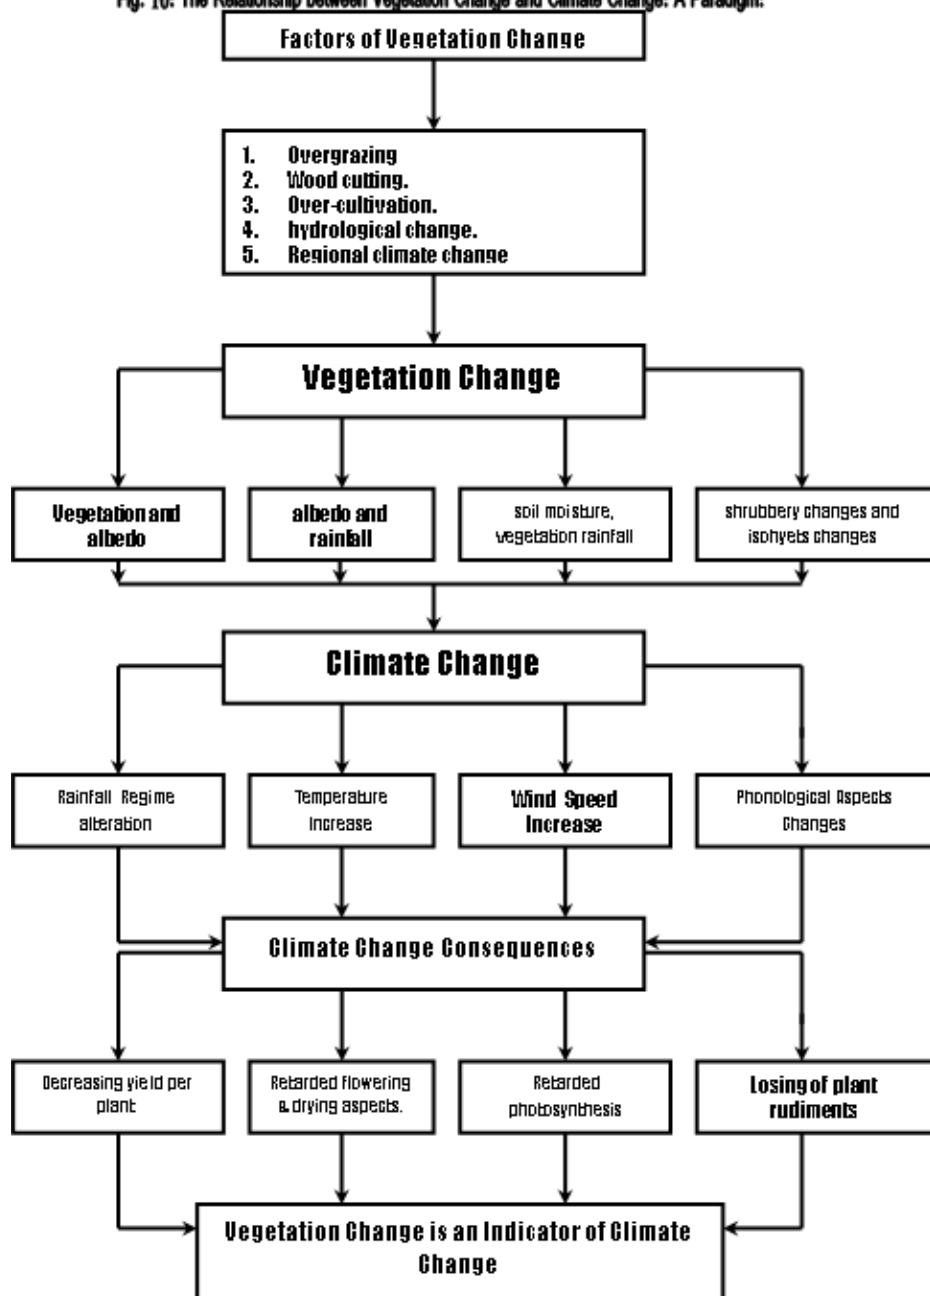 Fig. 10: The Relationship between Vegetation Change and Climate Change: A Paradigm.
Factors of Vegetation Change
1. Overgrazing
2. Wood cutting.
3. Over-cultivation.
4. hydrological change.
5. Regional climate change
Vegetation Change
Vegetation and
albedo
albedo and
rainfall
soil moisture,
vegetation rainfall
shrubbery changes and
isohyets changes
Climate Change
Rainfall Regime
alteration
Temperature
Increase
Wind Speed
Increase
Phonological Aspects
Changes
Climate Change Consequences
Decreasing yield per
plant
Retarded flowering
& drying aspects.
Retarded
photosynthesis
Losing of plant
rudiments
Vegetation Change is an Indicator of Climate
Change